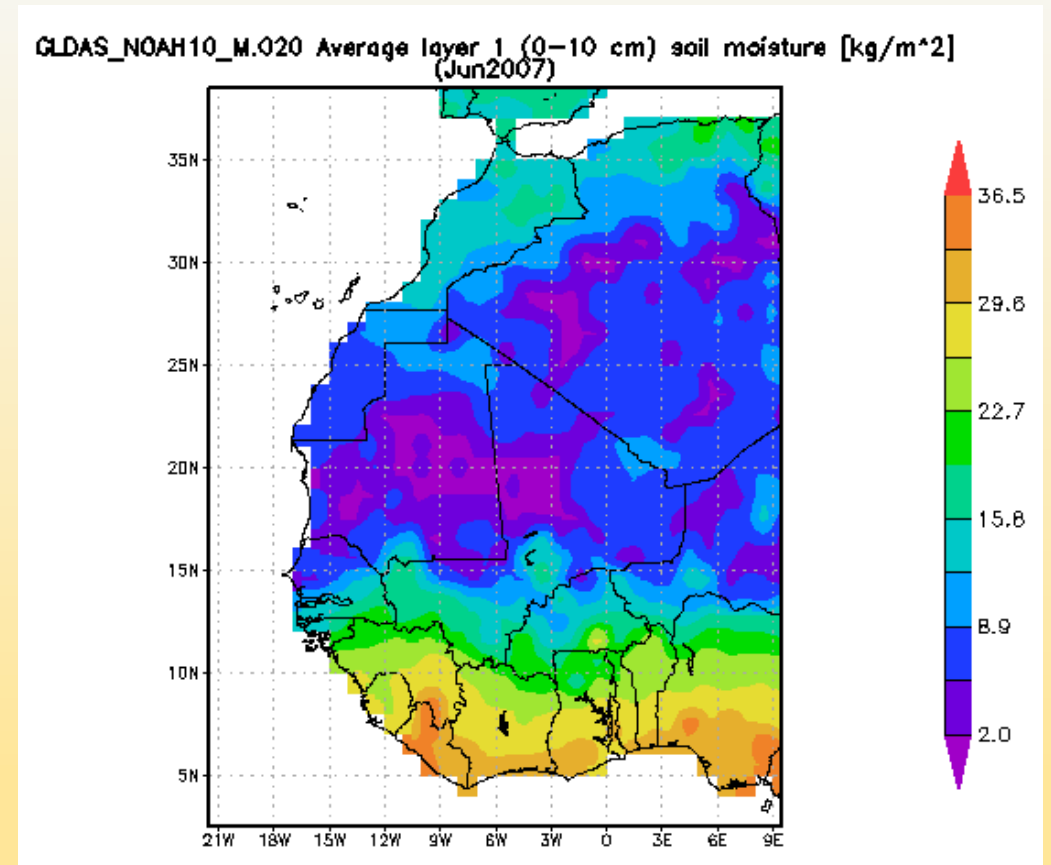 GLDAS_NOAH10_M.020 Average layer 1 (0-10 cm) soil moisture [kg/m^2]
(Jun2007)
35N
30N
25N
20N
15N
10N
5N
21W 18W 15W 12W 9W 6W 3W 0 3E 6E 9E
36.5
29.6
22.7
15.8
8.9
2.0